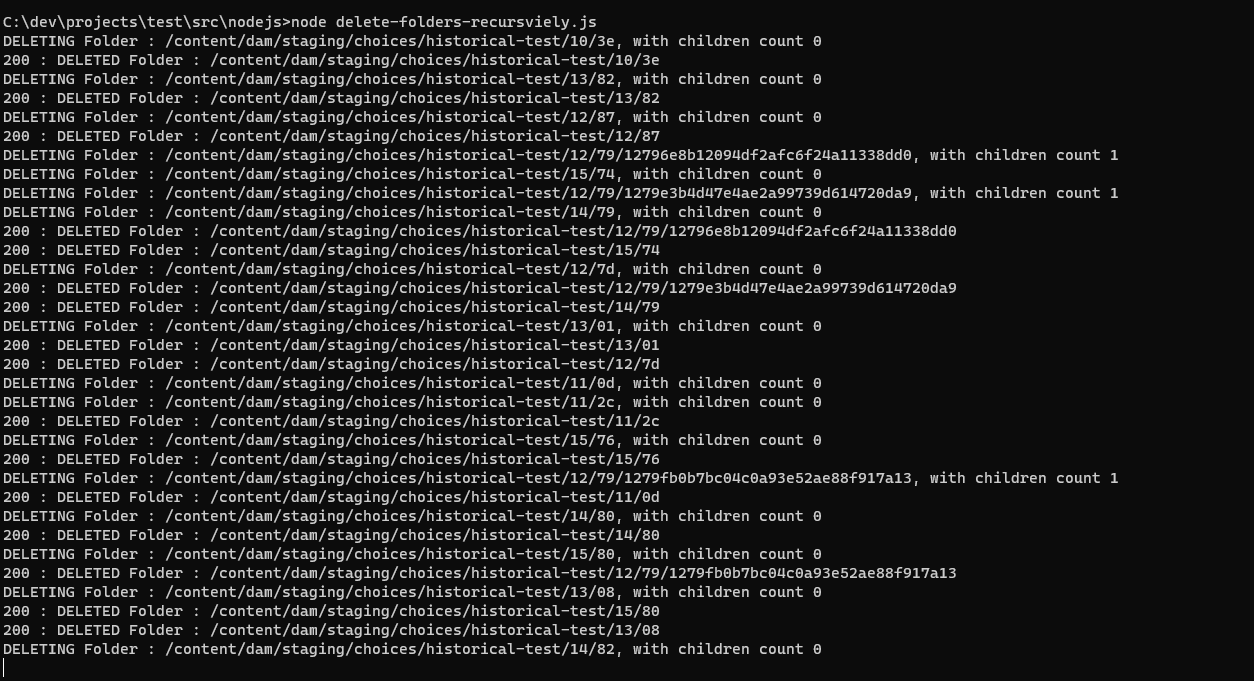 C:\dev\projects\test\src\nodejs>node delete-folders-recursviely.js
DELETING Folder : /content/dam/staging/choices/historical-test/10/3e, with children count 0
200 : DELETED Folder : /content/dam/staging/choices/historical-test/10/3e
DELETING Folder : /content/dam/staging/choices/historical-test/13/82, with children count 0
200 : DELETED Folder : /content/dam/staging/choices/historical-test/13/82
DELETING Folder : /content/dam/staging/choices/historical-test/12/87, with children count 0
200 : DELETED Folder : /content/dam/staging/choices/historical-test/12/87
DELETING Folder : /content/dam/staging/choices/historical-test/12/79/12796e8b12094df2afc6f24a11338dd0, with children count 1
DELETING Folder : /content/dam/staging/choices/historical-test/15/74, with children count 0
DELETING Folder : /content/dam/staging/choices/historical-test/12/79/1279e3b4d47e4ae2a99739d614720da9, with children count 1
DELETING Folder : /content/dam/staging/choices/historical-test/14/79, with children count 0
200 : DELETED Folder : /content/dam/staging/choices/historical-test/12/79/12796e8b12094df2afc6f24a11338dd0
200 : DELETED Folder : /content/dam/staging/choices/historical-test/15/74
DELETING Folder : /content/dam/staging/choices/historical-test/12/7d, with children count 0
200 : DELETED Folder : /content/dam/staging/choices/historical-test/12/79/1279e3b4d47e4ae2a99739d614720da9
200 : DELETED Folder : /content/dam/staging/choices/historical-test/14/79
DELETING Folder : /content/dam/staging/choices/historical-test/13/01, with children count 0
200 : DELETED Folder : /content/dam/staging/choices/historical-test/13/01
200 : DELETED Folder : /content/dam/staging/choices/historical-test/12/7d
DELETING Folder : /content/dam/staging/choices/historical-test/11/0d, with children count 0
DELETING Folder : /content/dam/staging/choices/historical-test/11/2c, with children count 0
200 : DELETED Folder : /content/dam/staging/choices/historical-test/11/2c
DELETING Folder : /content/dam/staging/choices/historical-test/15/76, with children count 0
200 : DELETED Folder : /content/dam/staging/choices/historical-test/15/76
DELETING Folder : /content/dam/staging/choices/historical-test/12/79/1279fb0b7bc04c0a93e52ae88f917a13, with children count 1
200 : DELETED Folder : /content/dam/staging/choices/historical-test/11/0d
DELETING Folder : /content/dam/staging/choices/historical-test/14/80, with children count 0
200 : DELETED Folder : /content/dam/staging/choices/historical-test/14/80
DELETING Folder : /content/dam/staging/choices/historical-test/15/80, with children count 0
200 : DELETED Folder : /content/dam/staging/choices/historical-test/12/79/1279fb0b7bc04c0a93e52ae88f917a13
DELETING Folder : /content/dam/staging/choices/historical-test/13/08, with children count 0
200 : DELETED Folder : /content/dam/staging/choices/historical-test/15/80
200 : DELETED Folder : /content/dam/staging/choices/historical-test/13/08
DELETING Folder : /content/dam/staging/choices/historical-test/14/82, with children count 0